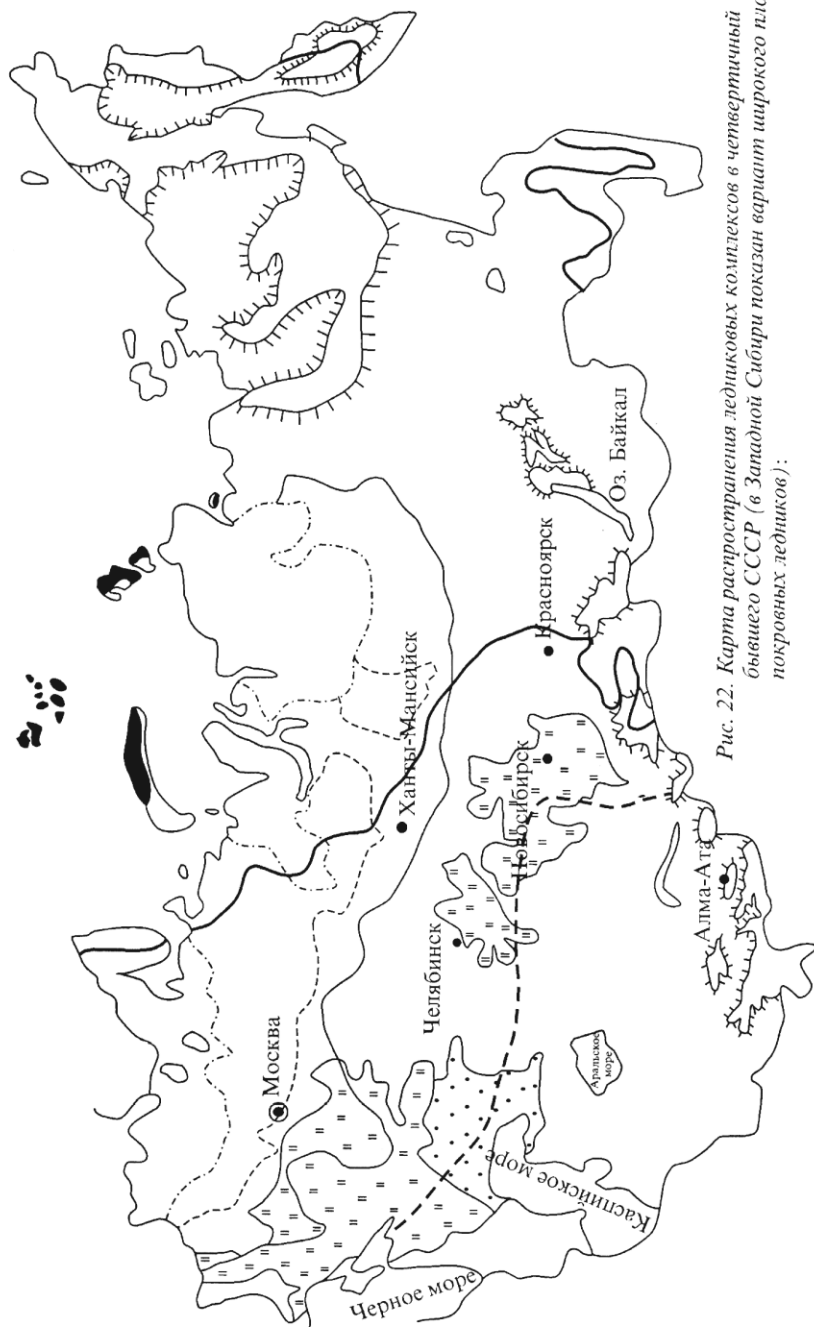 Москва
Ханты-Мансийск
Красноярск
Оз. Байкал
Новосибирск
Челябинск
Алма-Ата
Аральское
море
Каспийское море
Черное море
Рис. 22. Карта распространения ледниковых комплексов в четвертичный
бывшего СССР (в Западной Сибири показан вариант широкого
покровных ледников):